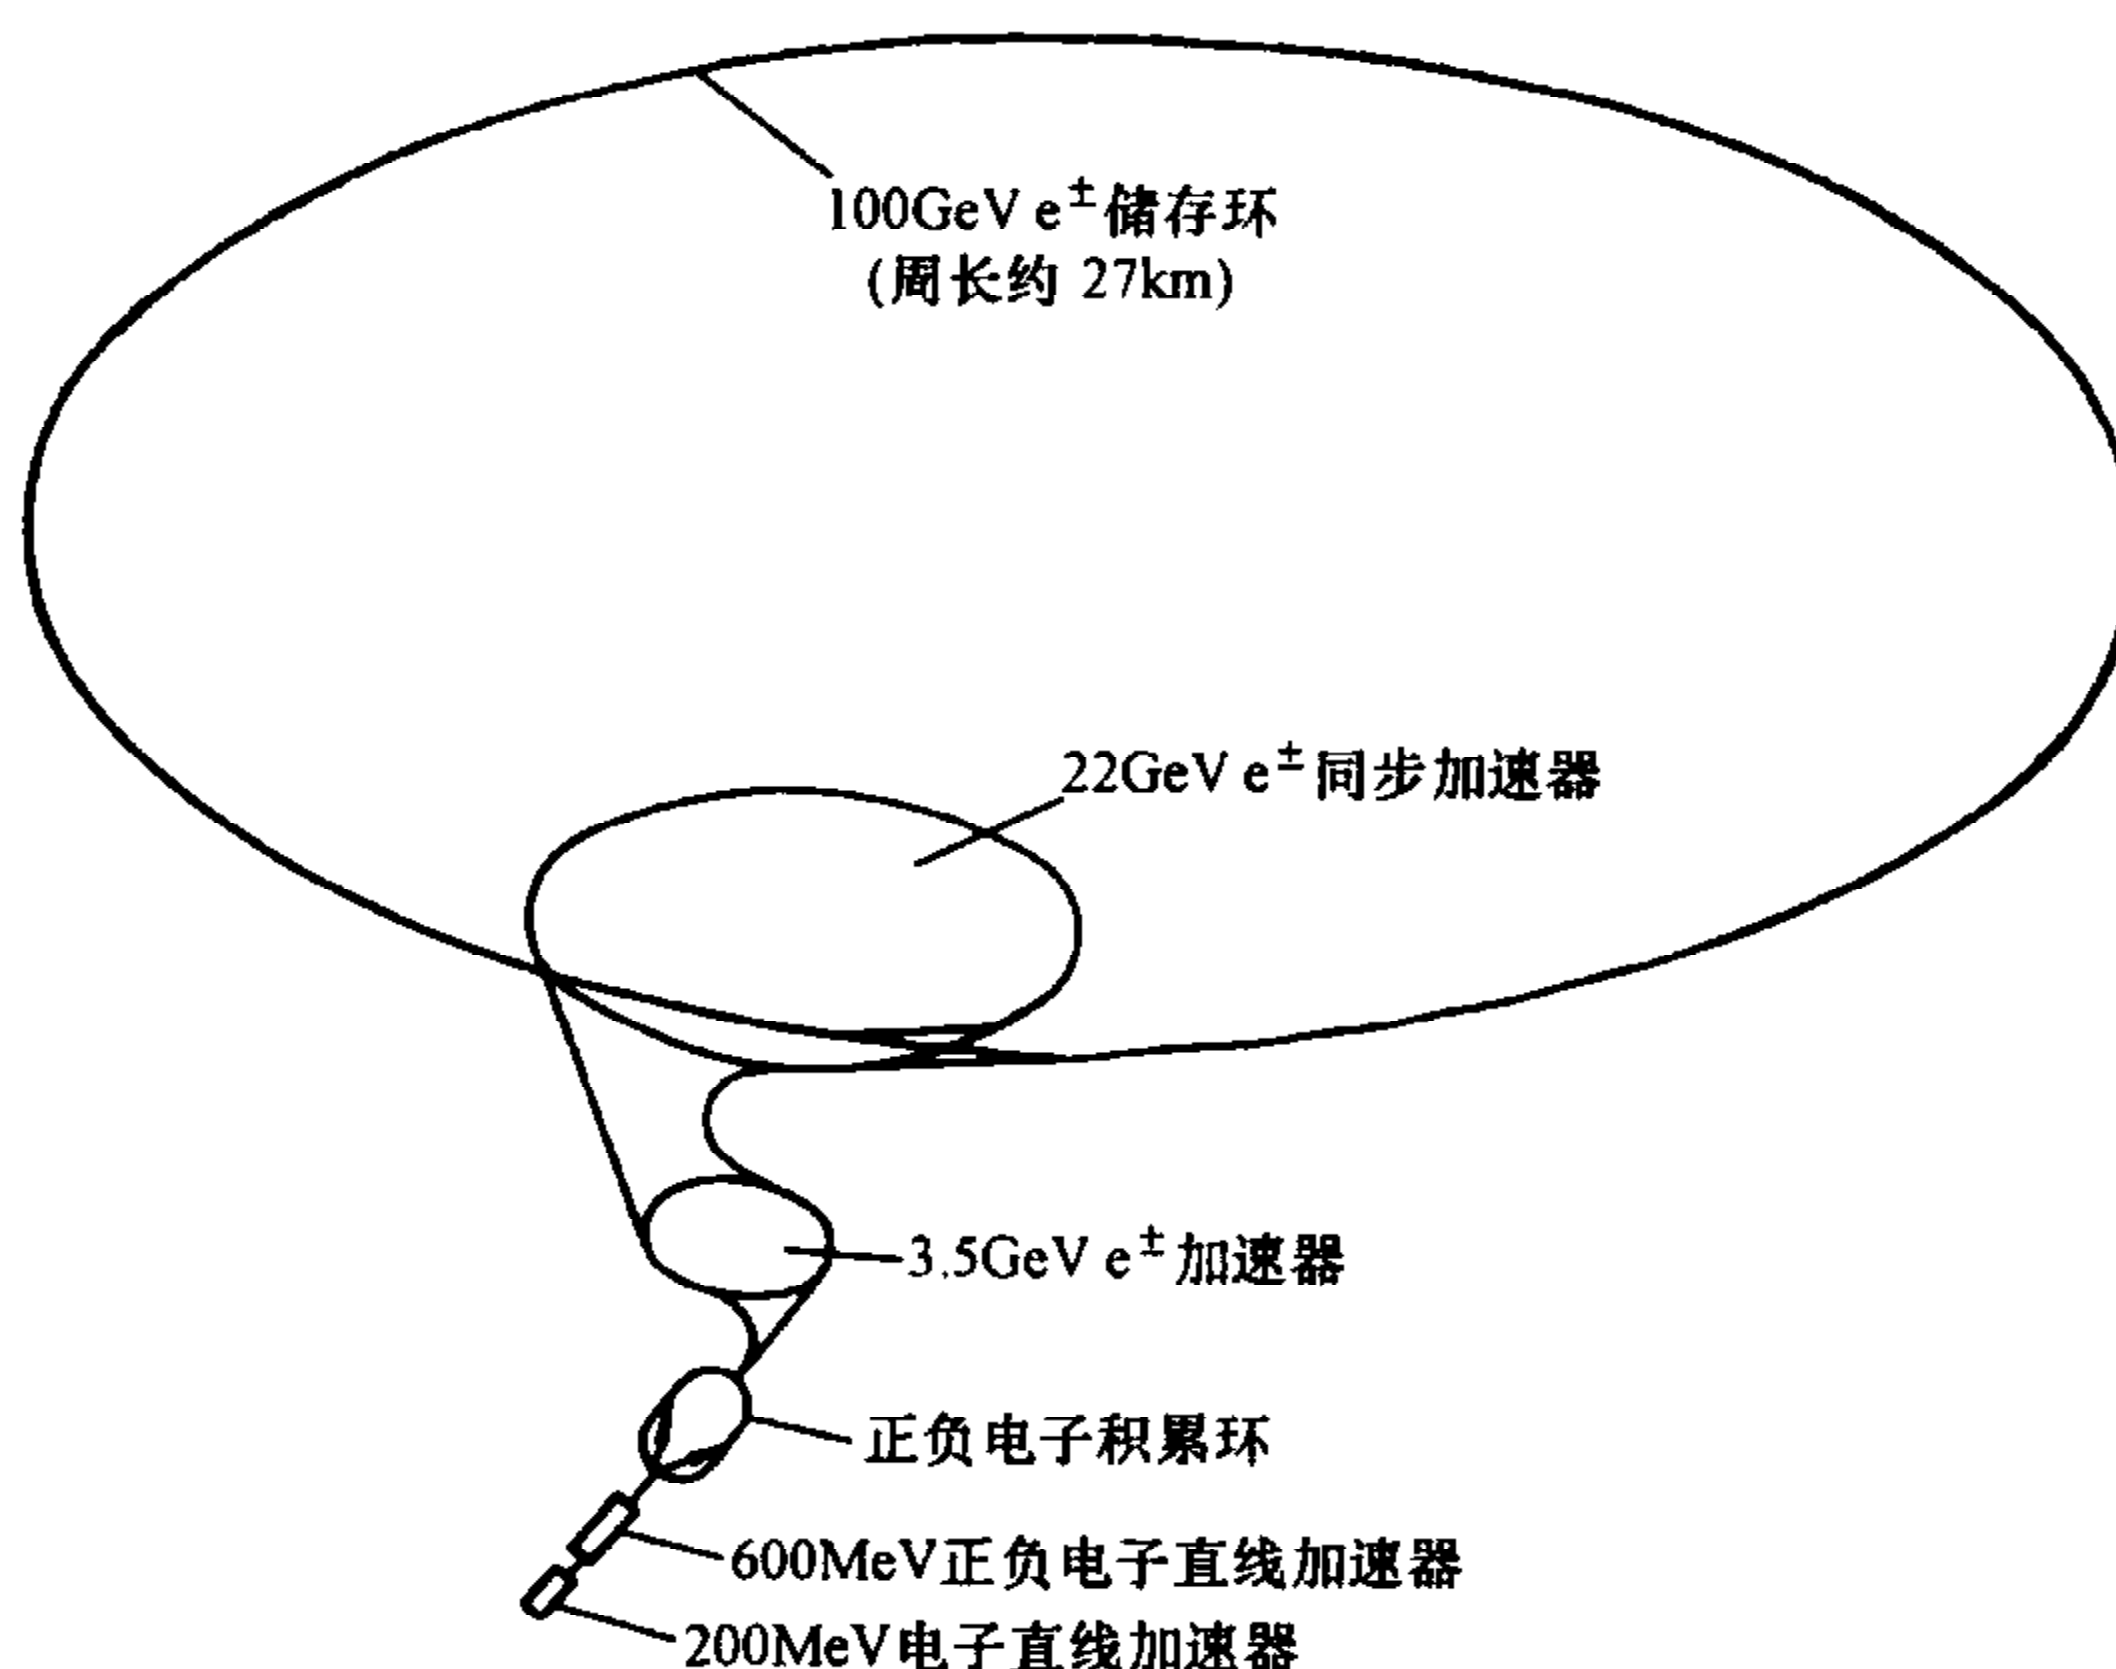 100GeV e±储存环
(周长约 27km)
22GeV e±同步加速器
3.5GeV e±加速器
正负电子积累环
600MeV正负电子直线加速器
200MeV电子直线加速器